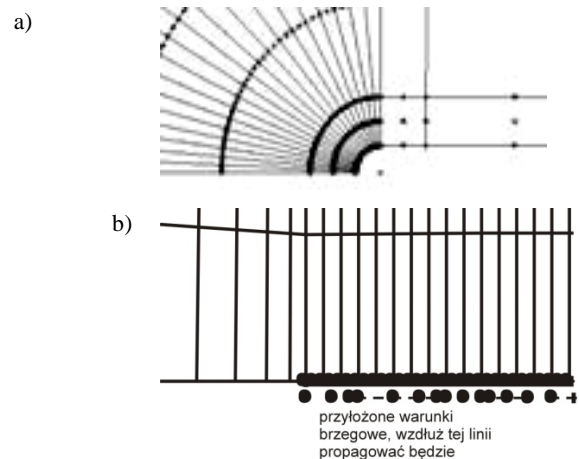 a)
b)
przyłożone warunki
brzegowe, wzdłuż tej linii
propagować będzie